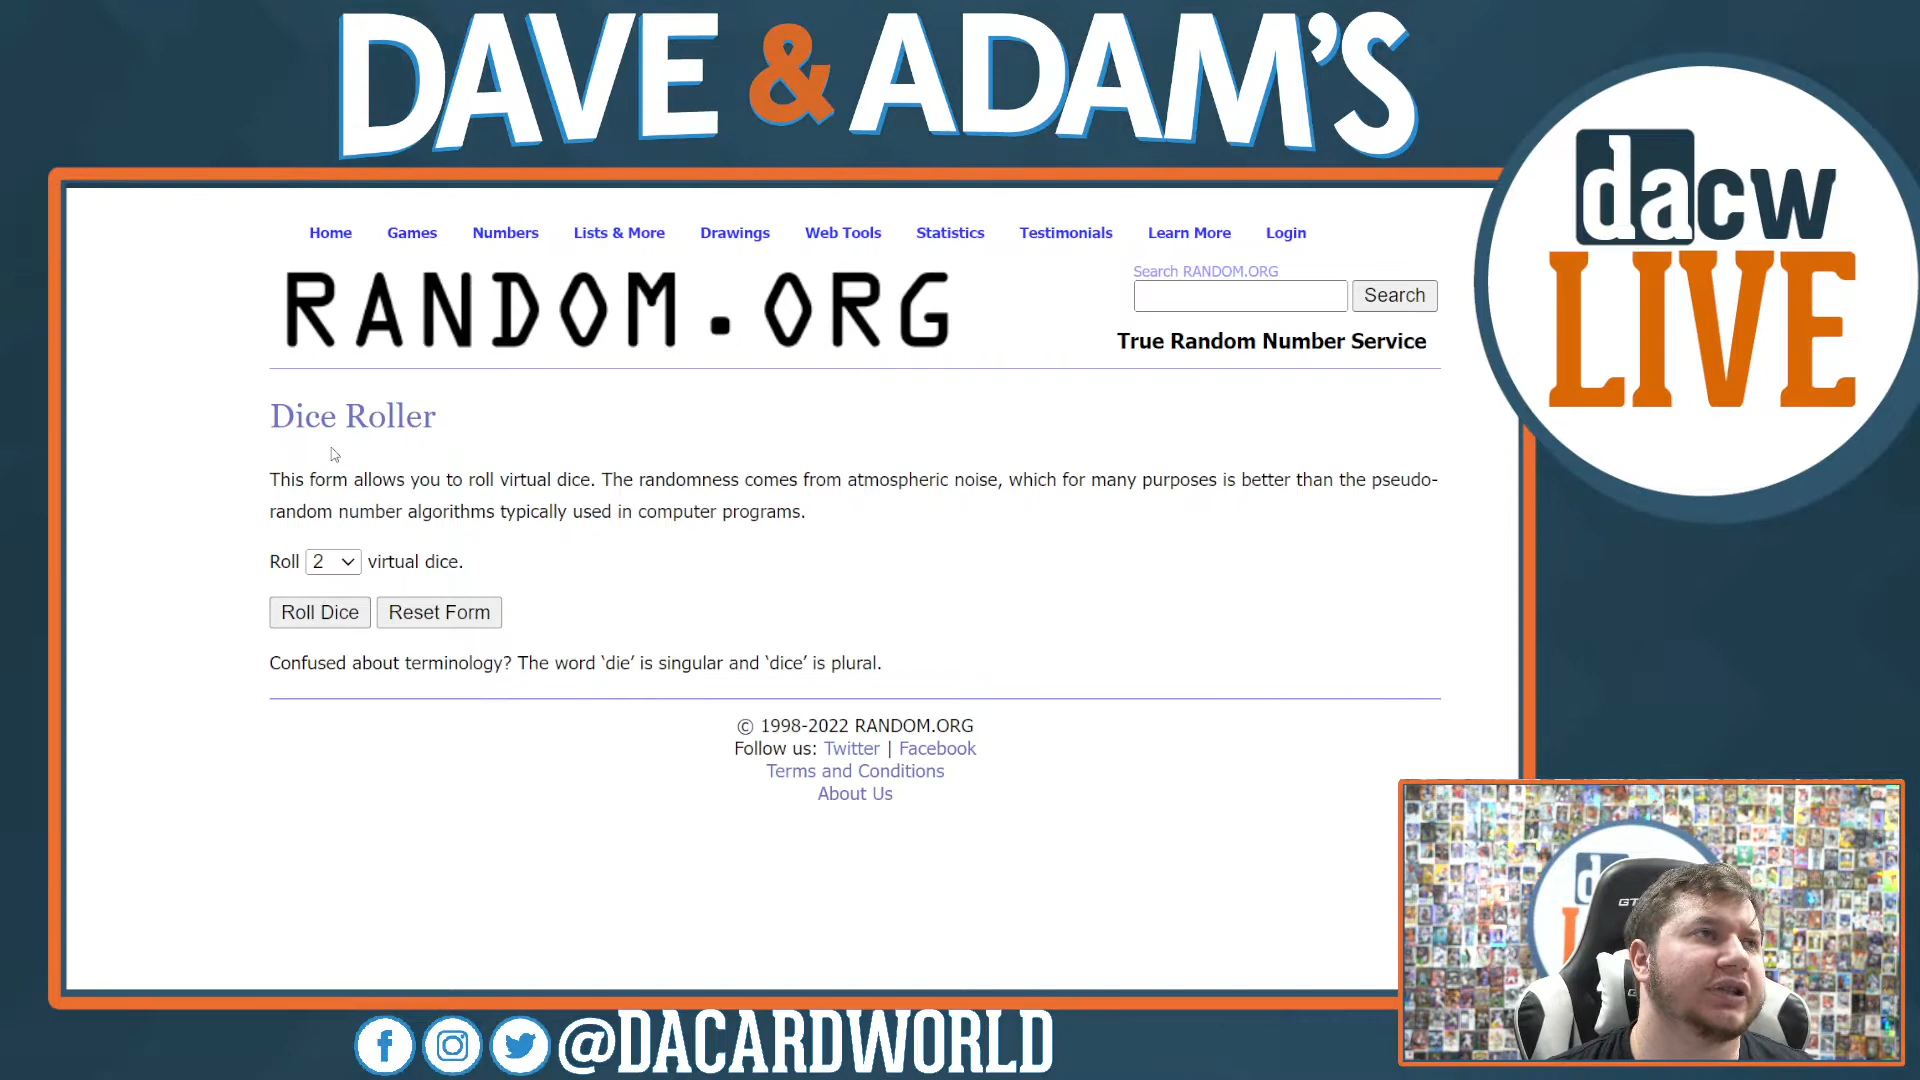 DAVE & ADAM'S
dacw
LIVE
Home Games Numbers Lists & More Drawings Web Tools Statistics Testimonials Learn More Login
RANDOM.ORG
Search RANDOM.ORG
Search
True Random Number Service
Dice Roller
This form allows you to roll virtual dice. The randomness comes from atmospheric noise, which for many purposes is better than the pseudo-
random number algorithms typically used in computer programs.
Roll 2 virtual dice.
Roll Dice Reset Form
Confused about terminology? The word ‘die’ is singular and ‘dice’ is plural.
© 1998-2022 RANDOM.ORG
Follow us: Twitter | Facebook
Terms and Conditions
About Us
@DACARDWORLD